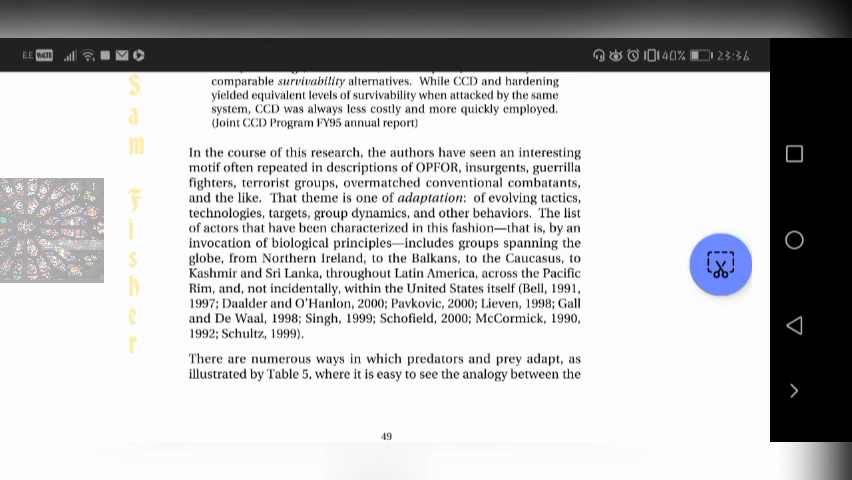 EE VoLTE 40% 23:36
comparable survivability alternatives. While CCD and hardening
yielded equivalent levels of survivability when attacked by the same
system, CCD was always less costly and more quickly employed.
(Joint CCD Program FY95 annual report)
In the course of this research, the authors have seen an interesting
motif often repeated in descriptions of OPFOR, insurgents, guerrilla
fighters, terrorist groups, overmatched conventional combatants,
and the like. That theme is one of adaptation: of evolving tactics,
technologies, targets, group dynamics, and other behaviors. The list
of actors that have been characterized in this fashion—that is, by an
invocation of biological principles—includes groups spanning the
globe, from Northern Ireland, to the Balkans, to the Caucasus, to
Kashmir and Sri Lanka, throughout Latin America, across the Pacific
Rim, and, not incidentally, within the United States itself (Bell, 1991,
1997; Daalder and O'Hanlon, 2000; Pavkovic, 2000; Lieven, 1998; Gall
and De Waal, 1998; Singh, 1999; Schofield, 2000; McCormick, 1990,
1992; Schultz, 1999).
There are numerous ways in which predators and prey adapt, as
illustrated by Table 5, where it is easy to see the analogy between the
49
Sam Fisher